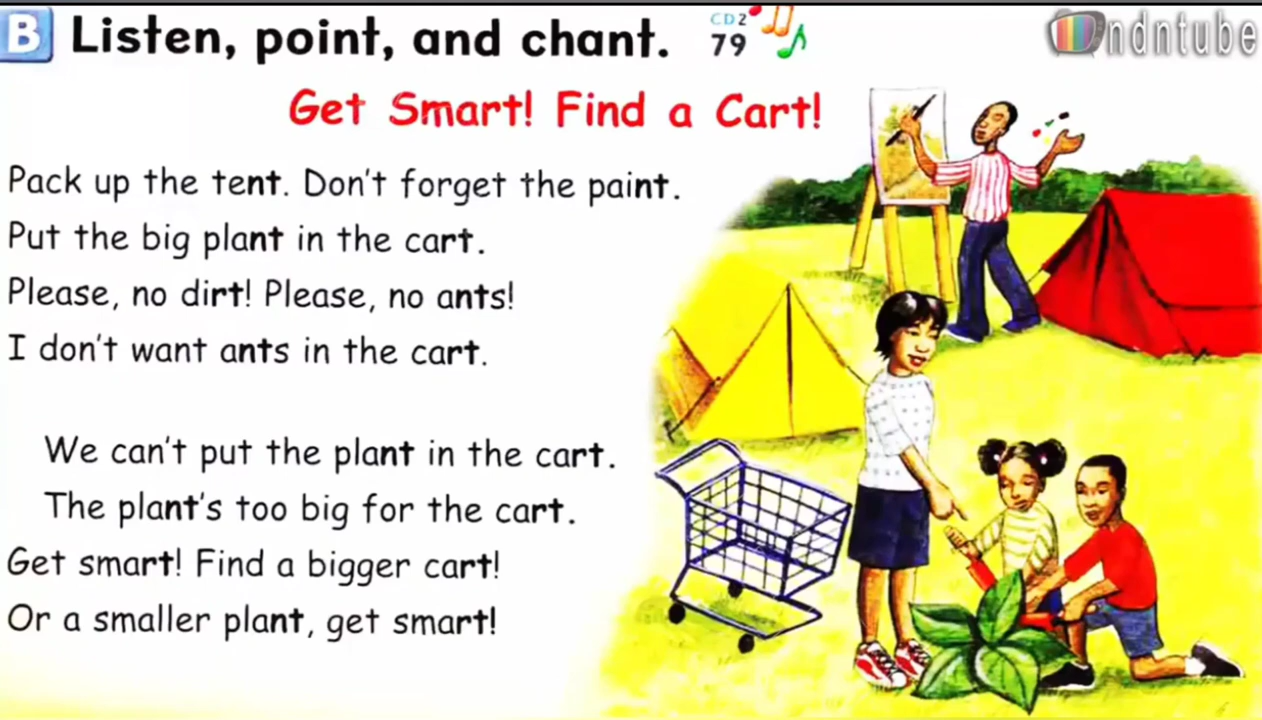 B Listen, point, and chant. CD2 79
ndntube
Get Smart! Find a Cart!
Pack up the tent. Don't forget the paint.
Put the big plant in the cart.
Please, no dirt! Please, no ants!
I don't want ants in the cart.
We can't put the plant in the cart.
The plant's too big for the cart.
Get smart! Find a bigger cart!
Or a smaller plant, get smart!